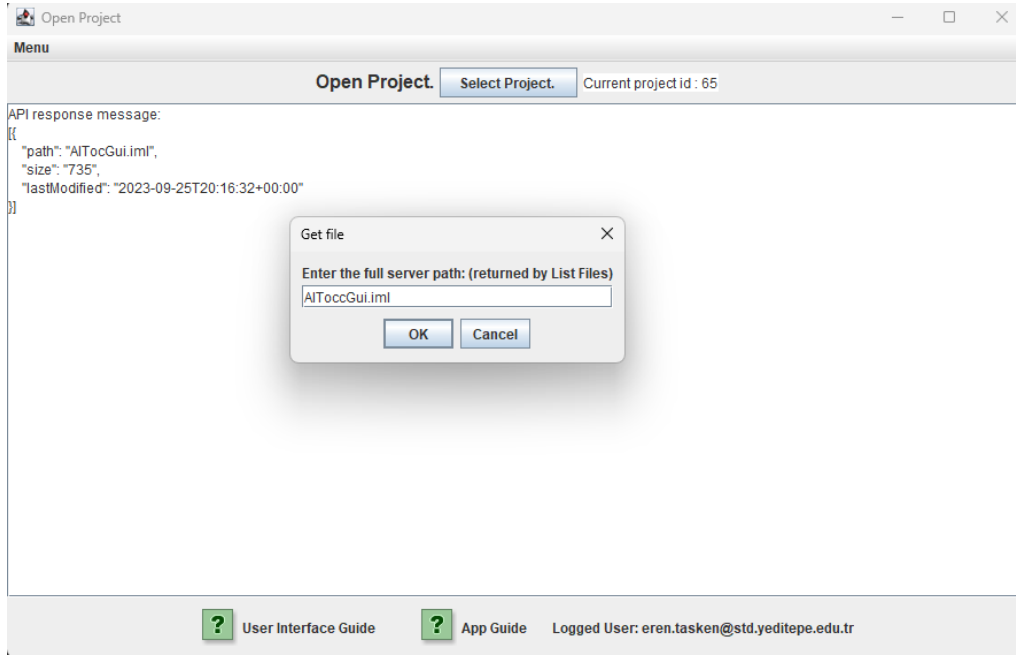 Open Project
Menu
Open Project. Select Project. Current project id : 65
API response message:
[{
"path": "AITocGui.iml",
"size": "735",
"lastModified": "2023-09-25T20:16:32+00:00"
}]
Get file
Enter the full server path: (returned by List Files)
AIToccGui.iml
OK Cancel
? User Interface Guide ? App Guide Logged User: eren.tasken@std.yeditepe.edu.tr